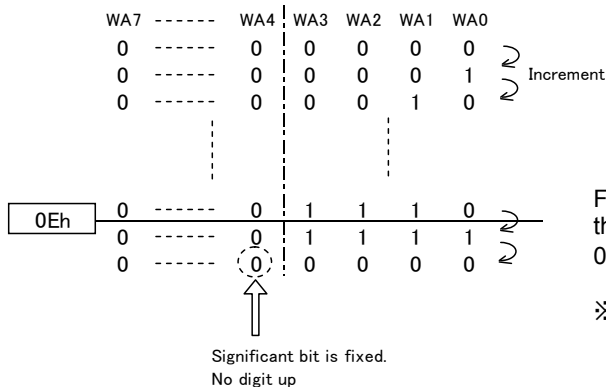 WA7 ------ WA4 WA3 WA2 WA1 WA0
0 ------ 0 0 0 0 0
0 ------ 0 0 0 0 1
Increment
0 ------ 0 0 0 1 0
0 ------ 0 1 1 1 0
0Eh
0 ------ 0 1 1 1 1
0 ------ 0 0 0 0 0
Significant bit is fixed.
No digit up
F
th
0
※